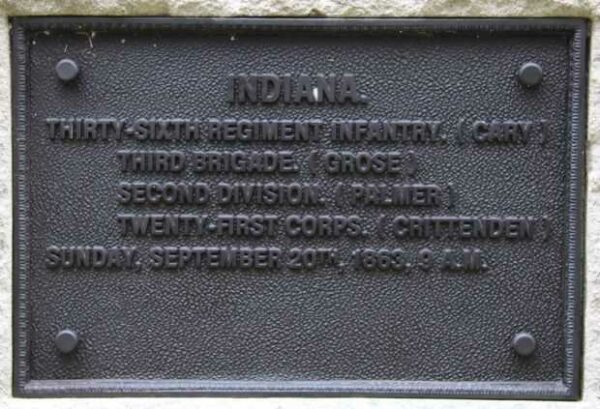 INDIANA.
THIRTY-SIXTH REGIMENT INFANTRY. ( CARY )
THIRD BRIGADE. ( GROSE )
SECOND DIVISION. ( PALMER )
TWENTY-FIRST CORPS. ( CRITTENDEN )
SUNDAY, SEPTEMBER 20TH, 1863. 9 A.M.